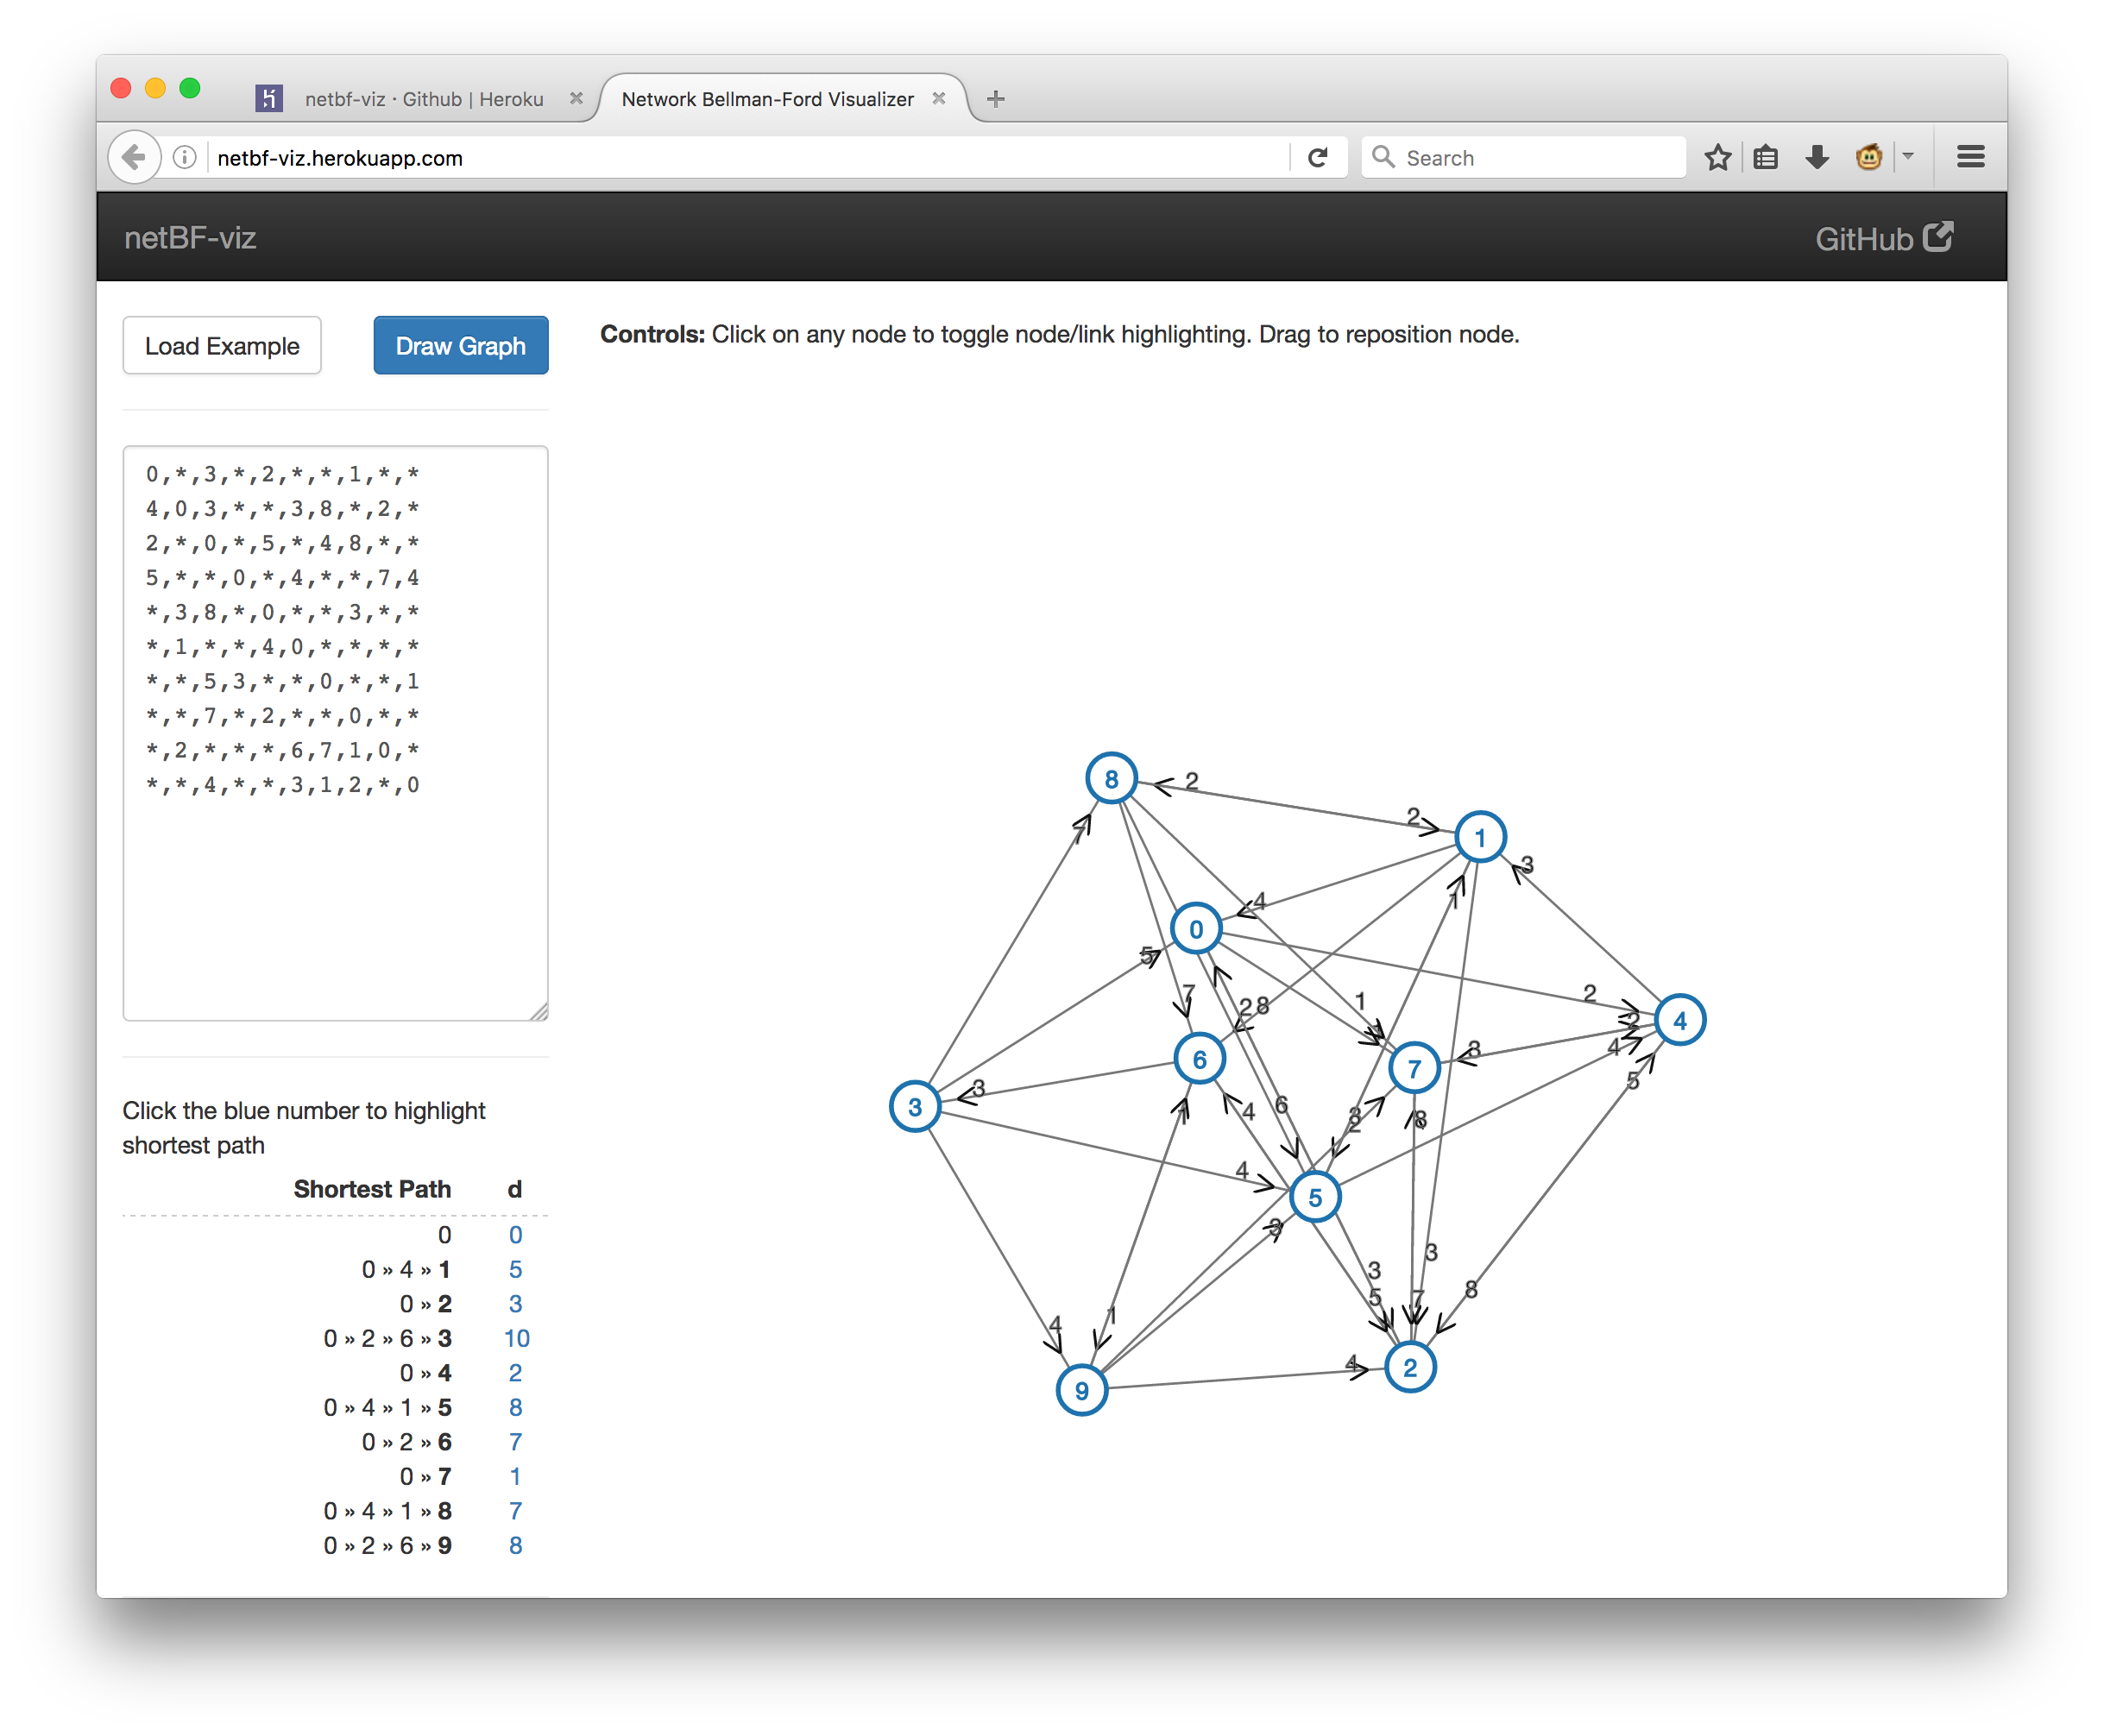 netbf-viz · Github | Heroku
Network Bellman-Ford Visualizer
netbf-viz.herokuapp.com
Search
netBF-viz
GitHub
Load Example
Draw Graph
Controls: Click on any node to toggle node/link highlighting. Drag to reposition node.
0,*,3,*,2,*,*,1,*,*
4,0,3,*,*,3,8,*,2,*
2,*,0,*,5,*,4,8,*,*
5,*,*,0,*,4,*,*,7,4
*,3,8,*,0,*,*,3,*,*
*,1,*,*,4,0,*,*,*,*
*,*,5,3,*,*,0,*,*,1
*,*,7,*,2,*,*,0,*,*
*,2,*,*,*,6,7,1,0,*
*,*,4,*,*,3,1,2,*,0
Click the blue number to highlight
shortest path
Shortest Path d
0 0
0 » 4 » 1 5
0 » 2 3
0 » 2 » 6 » 3 10
0 » 4 2
0 » 4 » 1 » 5 8
0 » 2 » 6 7
0 » 7 1
0 » 4 » 1 » 8 7
0 » 2 » 6 » 9 8
8
2
2
1
7
3
4
1
0
5
7
2 8
1
2
2
4
6
4
3
7
8
5
3
3
1
4
6
3
2
8
4
5
3
3
3
5
7
8
4
1
4
9
2